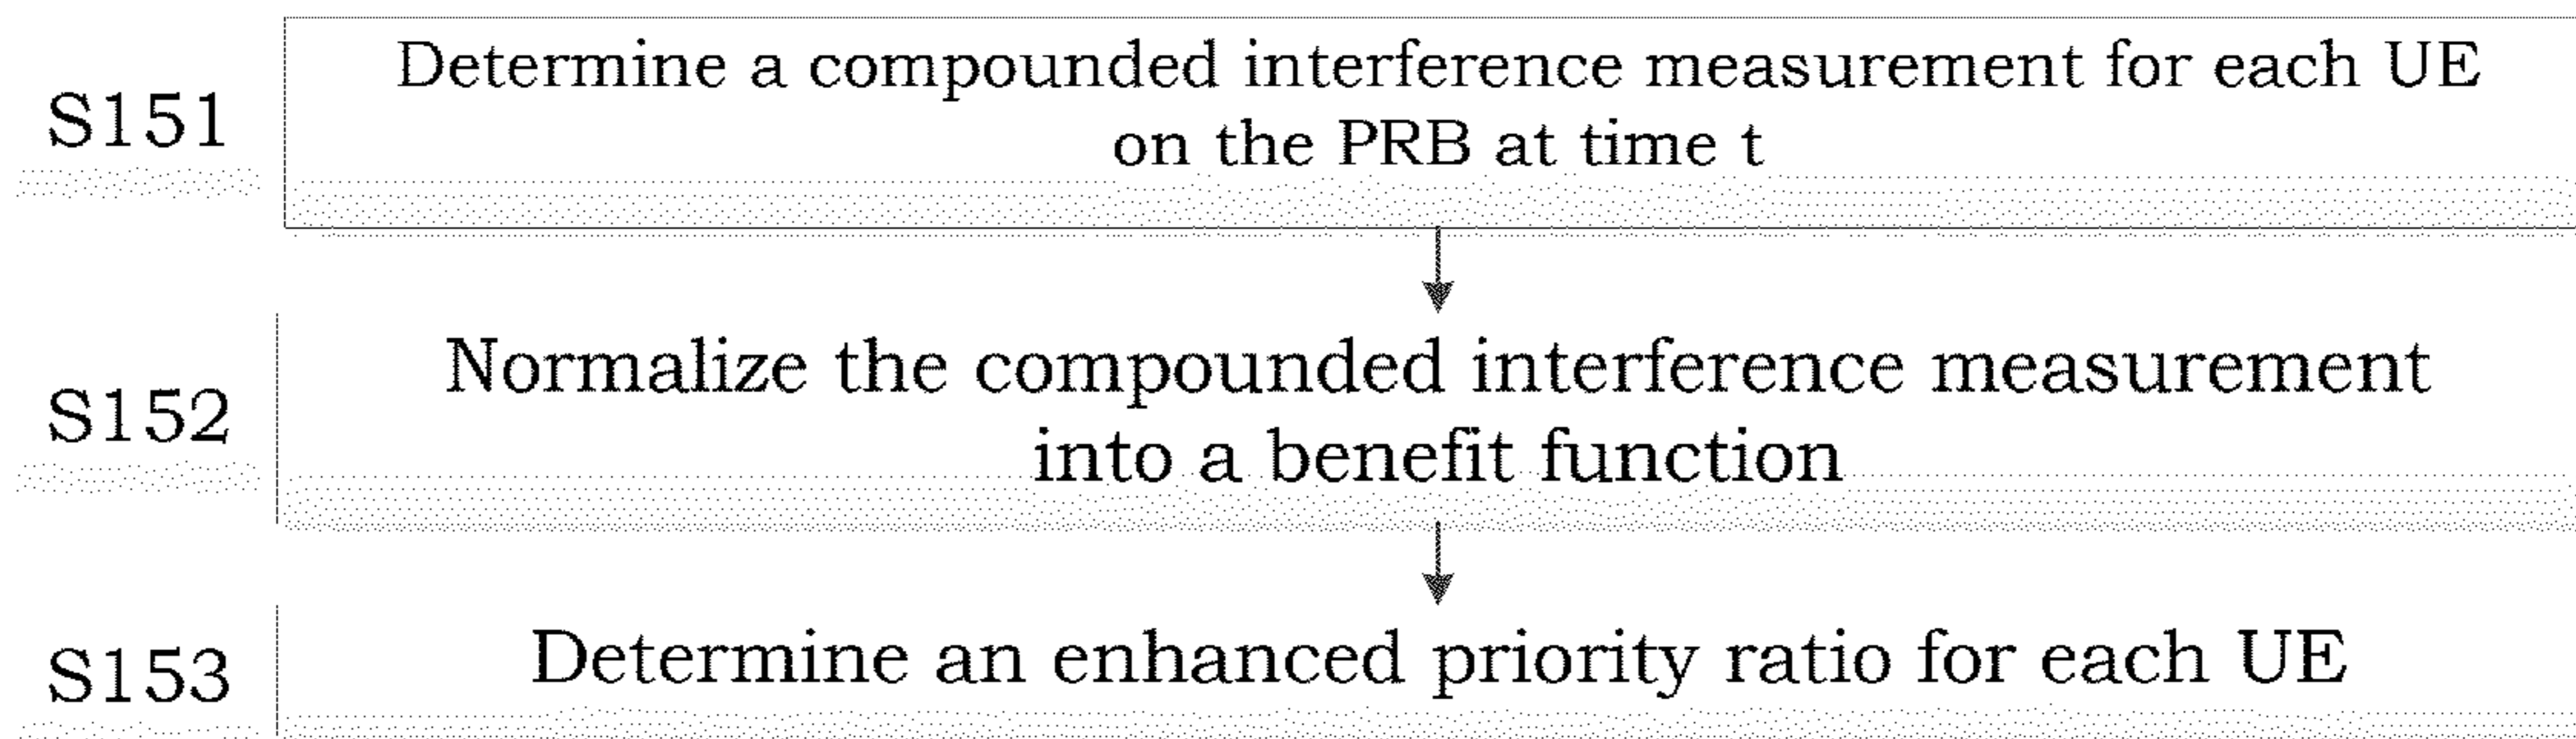 S151
Determine a compounded interference measurement for each UE
on the PRB at time t
S152
Normalize the compounded interference measurement
into a benefit function
S153
Determine an enhanced priority ratio for each UE